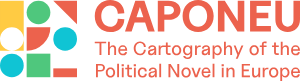 CAPONEU
The Cartography of the
Political Novel in Europe